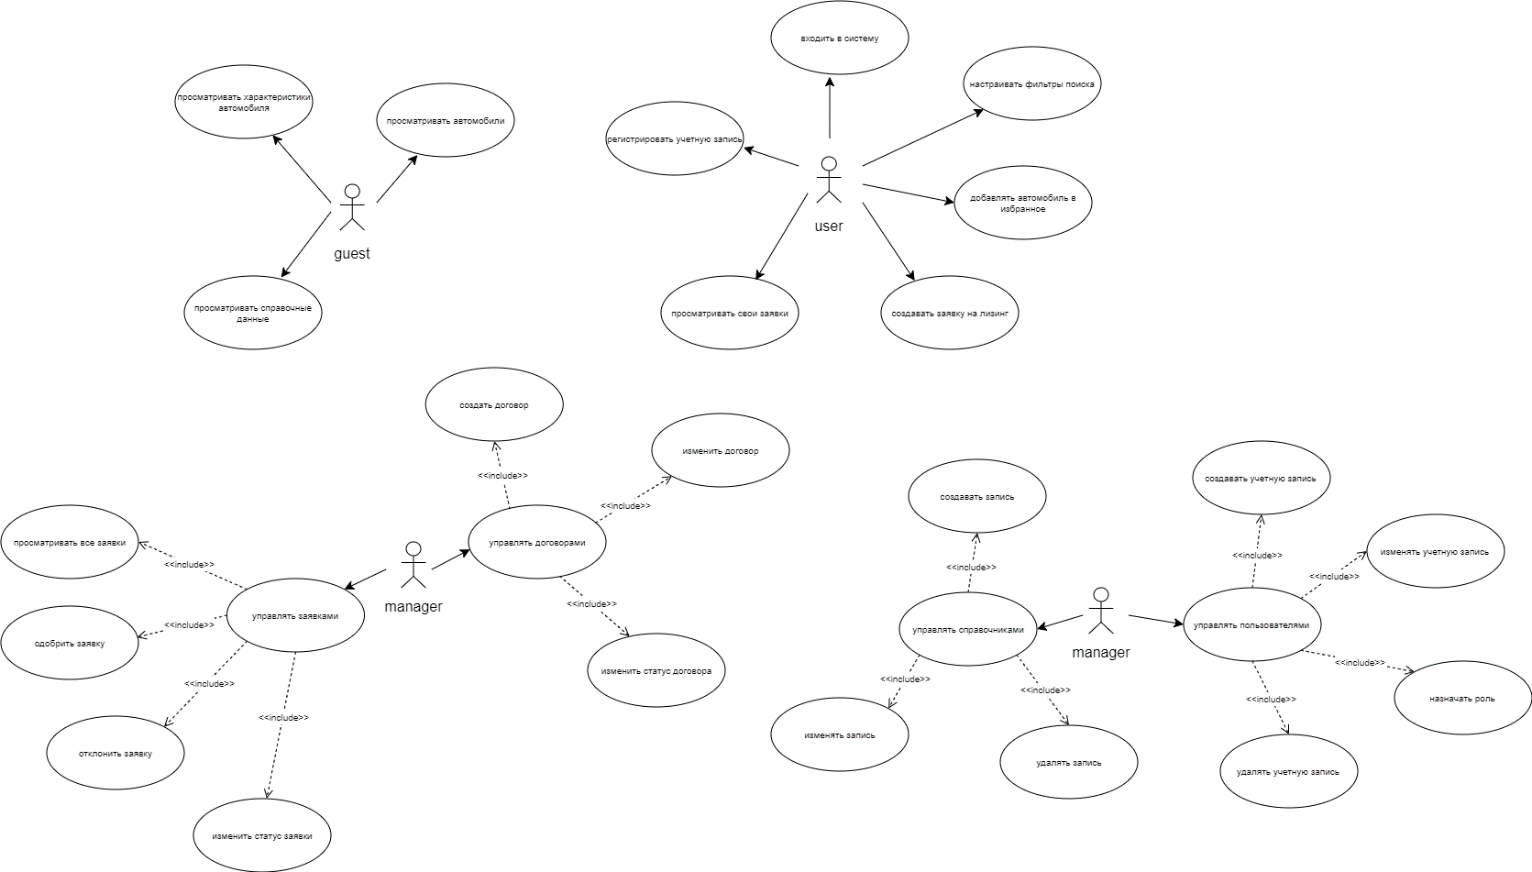 входить в систему
настраивать фильтры поиска
просматривать характеристики
автомобиля
просматривать автомобили
регистрировать учетную запись
добавлять автомобиль в
избранное
user
guest
просматривать справочные
данные
просматривать свои заявки
создавать заявку на лизинг
создать договор
изменить договор
<<include>>
<<include>>
просматривать все заявки
управлять договорами
<<include>>
manager
<<include>>
управлять заявками
<<include>>
одобрить заявку
изменить статус договора
<<include>>
<<include>>
отклонить заявку
изменить статус заявки
создавать запись
создавать учетную запись
<<include>>
изменять учетную запись
<<include>>
<<include>>
управлять справочниками
управлять пользователями
manager
<<include>>
<<include>>
<<include>>
<<include>>
назначать роль
изменять запись
удалять запись
удалять учетную запись